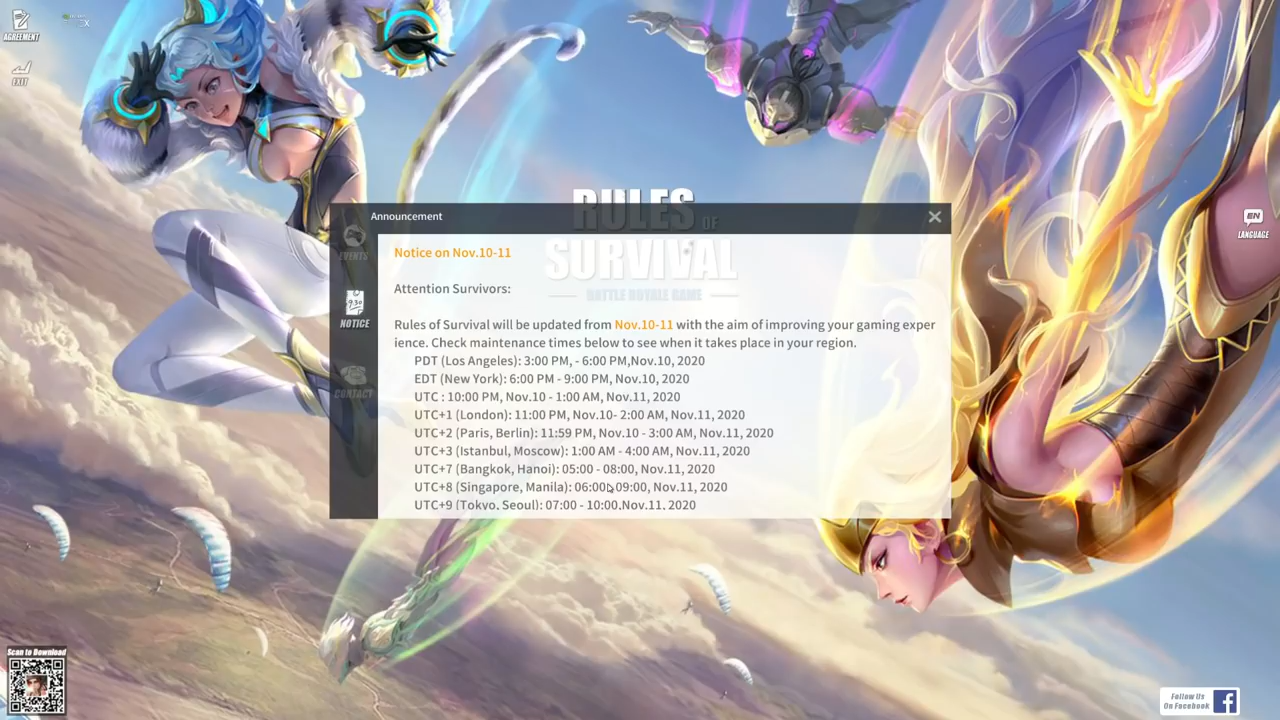 AGREEMENT
EXIT
RULES OF
SURVIVAL
BATTLE ROYALE GAME
Announcement
EVENTS
NOTICE
CONTACT
Notice on Nov.10-11
Attention Survivors:
Rules of Survival will be updated from Nov.10-11 with the aim of improving your gaming exper
ience. Check maintenance times below to see when it takes place in your region.
PDT (Los Angeles): 3:00 PM, - 6:00 PM,Nov.10, 2020
EDT (New York): 6:00 PM - 9:00 PM, Nov.10, 2020
UTC : 10:00 PM, Nov.10 - 1:00 AM, Nov.11, 2020
UTC+1 (London): 11:00 PM, Nov.10- 2:00 AM, Nov.11, 2020
UTC+2 (Paris, Berlin): 11:59 PM, Nov.10 - 3:00 AM, Nov.11, 2020
UTC+3 (Istanbul, Moscow): 1:00 AM - 4:00 AM, Nov.11, 2020
UTC+7 (Bangkok, Hanoi): 05:00 - 08:00, Nov.11, 2020
UTC+8 (Singapore, Manila): 06:00- 09:00, Nov.11, 2020
UTC+9 (Tokyo, Seoul): 07:00 - 10:00,Nov.11, 2020
EN
LANGUAGE
Scan to Download
Follow Us
On Facebook